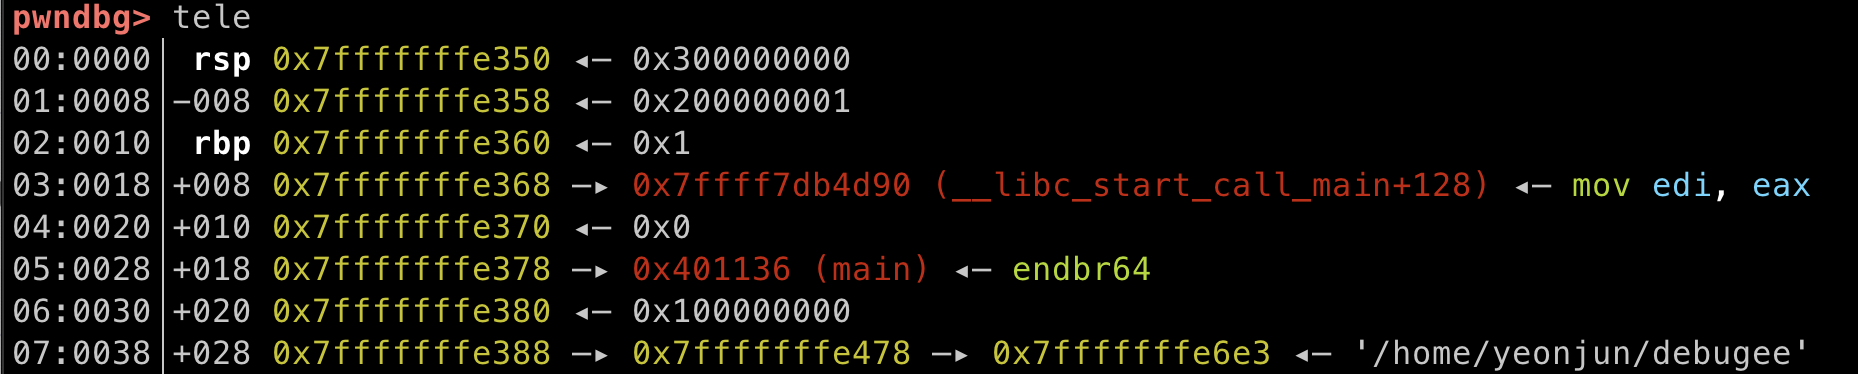 pwndbg> tele
00:0000│ rsp 0x7fffffffe350 ◂— 0x300000000
01:0008│-008 0x7fffffffe358 ◂— 0x200000001
02:0010│ rbp 0x7fffffffe360 ◂— 0x1
03:0018│+008 0x7fffffffe368 —▸ 0x7ffff7db4d90 (__libc_start_call_main+128) ◂— mov edi, eax
04:0020│+010 0x7fffffffe370 ◂— 0x0
05:0028│+018 0x7fffffffe378 —▸ 0x401136 (main) ◂— endbr64
06:0030│+020 0x7fffffffe380 ◂— 0x100000000
07:0038│+028 0x7fffffffe388 —▸ 0x7fffffffe478 —▸ 0x7fffffffe6e3 ◂— '/home/yeonjun/debugee'